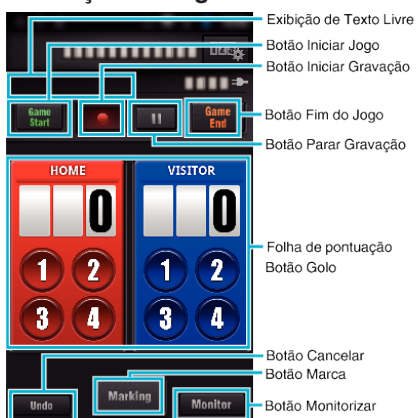 Exibição de Texto Livre
Botão Iniciar Jogo
Botão Iniciar Gravação
Game Start
Game End
Botão Fim do Jogo
Botão Parar Gravação
HOME VISITOR
0 0
Folha de pontuação
1 2 1 2
Botão Golo
3 4 3 4
Botão Cancelar
Botão Marca
Undo Marking Monitor
Botão Monitorizar